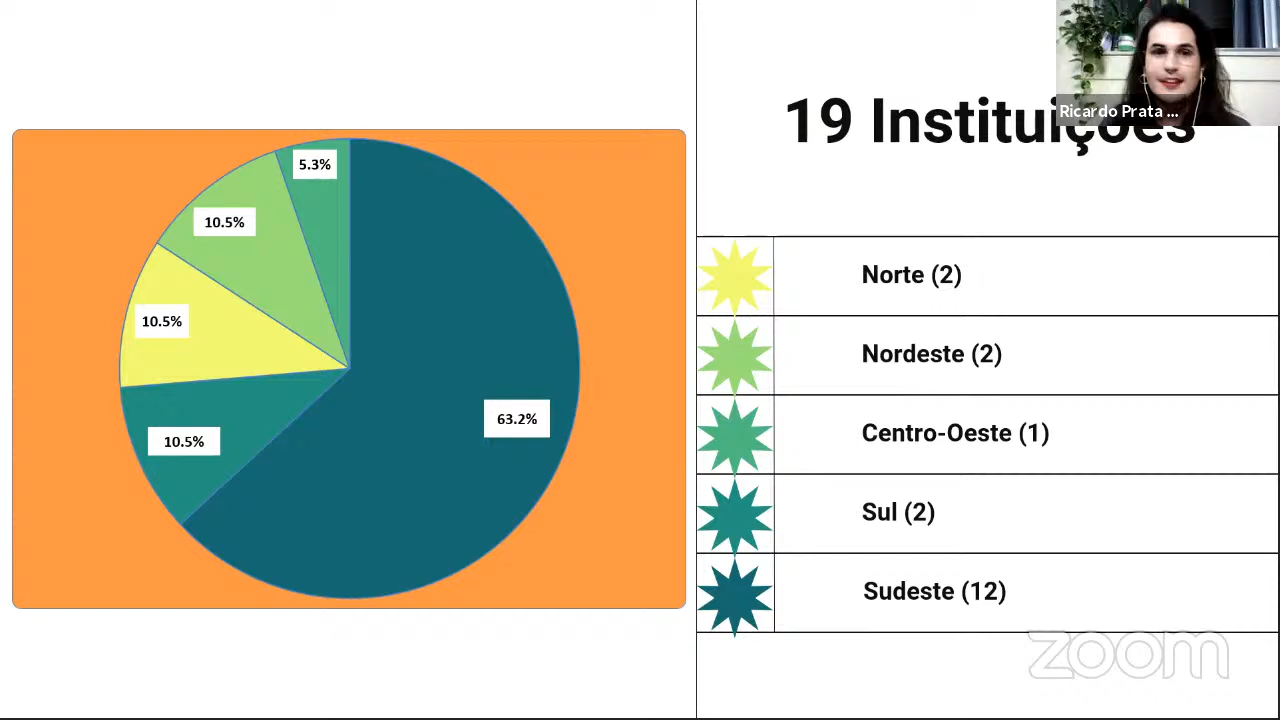 5.3%
10.5%
10.5%
10.5%
63.2%
19 Instituições
Ricardo Prata ...
Norte (2)
Nordeste (2)
Centro-Oeste (1)
Sul (2)
Sudeste (12)
zoom